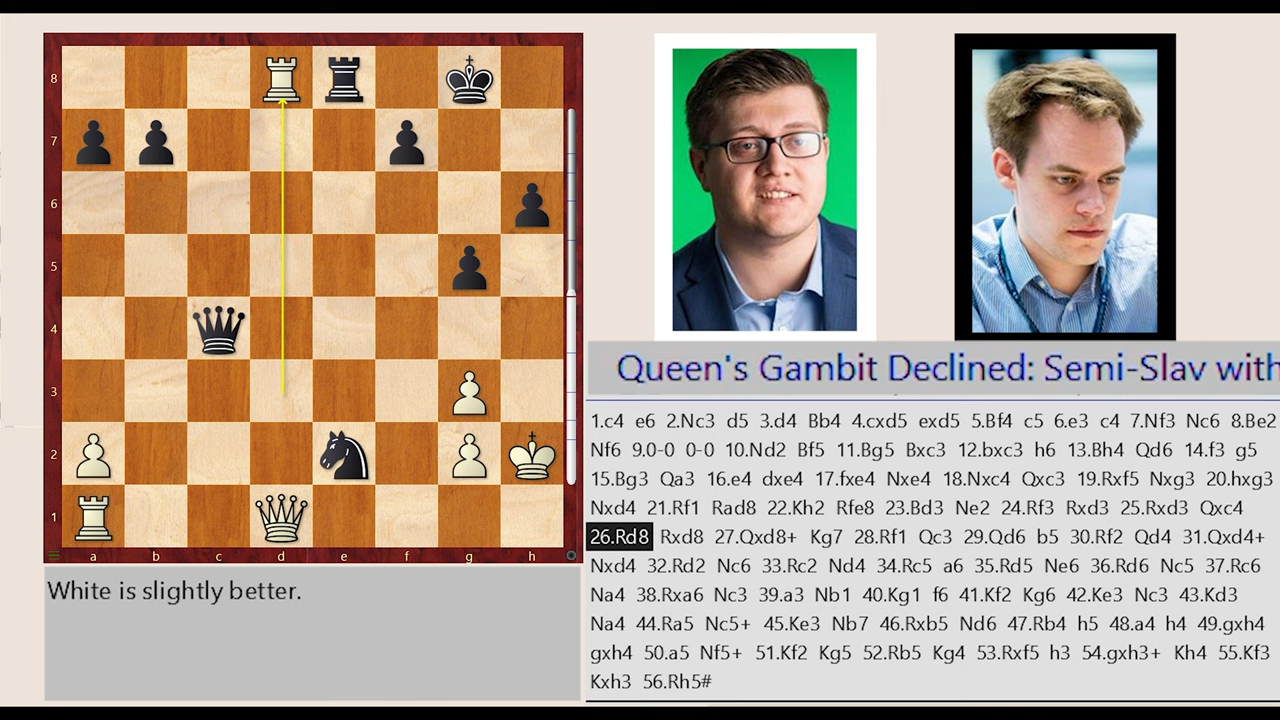 8
7
6
5
4
3
2
1
a b c d e f g h
Queen's Gambit Declined: Semi-Slav with
1.c4 e6 2.Nc3 d5 3.d4 Bb4 4.cxd5 exd5 5.Bf4 c5 6.e3 c4 7.Nf3 Nc6 8.Be2
Nf6 9.0-0 0-0 10.Nd2 Bf5 11.Bg5 Bxc3 12.bxc3 h6 13.Bh4 Qd6 14.f3 g5
15.Bg3 Qa3 16.e4 dxe4 17.fxe4 Nxe4 18.Nxc4 Qxc3 19.Rxf5 Nxg3 20.hxg3
Nxd4 21.Rf1 Rad8 22.Kh2 Rfe8 23.Bd3 Ne2 24.Rf3 Rxd3 25.Rxd3 Qxc4
26.Rd8 Rxd8 27.Qxd8+ Kg7 28.Rf1 Qc3 29.Qd6 b5 30.Rf2 Qd4 31.Qxd4+
Nxd4 32.Rd2 Nc6 33.Rc2 Nd4 34.Rc5 a6 35.Rd5 Ne6 36.Rd6 Nc5 37.Rc6
Na4 38.Rxa6 Nc3 39.a3 Nb1 40.Kg1 f6 41.Kf2 Kg6 42.Ke3 Nc3 43.Kd3
Na4 44.Ra5 Nc5+ 45.Ke3 Nb7 46.Rxb5 Nd6 47.Rb4 h5 48.a4 h4 49.gxh4
gxh4 50.a5 Nf5+ 51.Kf2 Kg5 52.Rb5 Kg4 53.Rxf5 h3 54.gxh3+ Kh4 55.Kf3
Kxh3 56.Rh5#
White is slightly better.